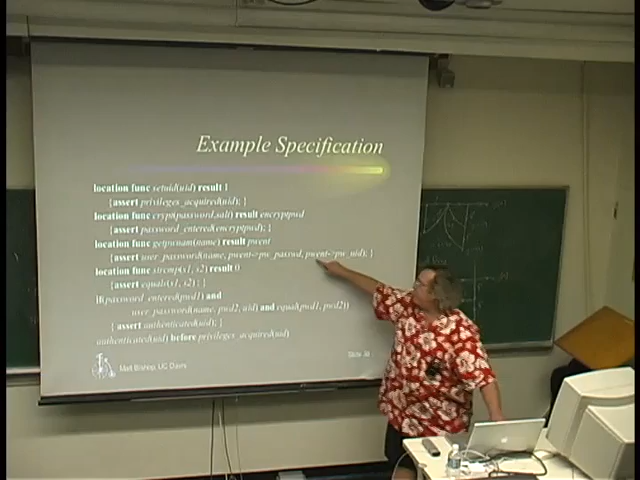 Example Specification
location func setuid(uid) result 1
{assert privileges_acquired(uid); }
location func crypt(password,salt) result encryptpwd
{assert password_entered(encryptpwd); }
location func getpwnam(name) result pwent
{assert user_password(name, pwent->pw_passwd, pwent->pw_uid); }
location func strcmp(s1, s2) result 0
{assert equals(s1, s2); }
if(password_entered(pwd1) and
user_password(name, pwd2, uid) and equal(pwd1, pwd2))
{ assert authenticated(uid); }
authenticated(uid) before privileges_acquired(uid)
Matt Bishop, UC Davis